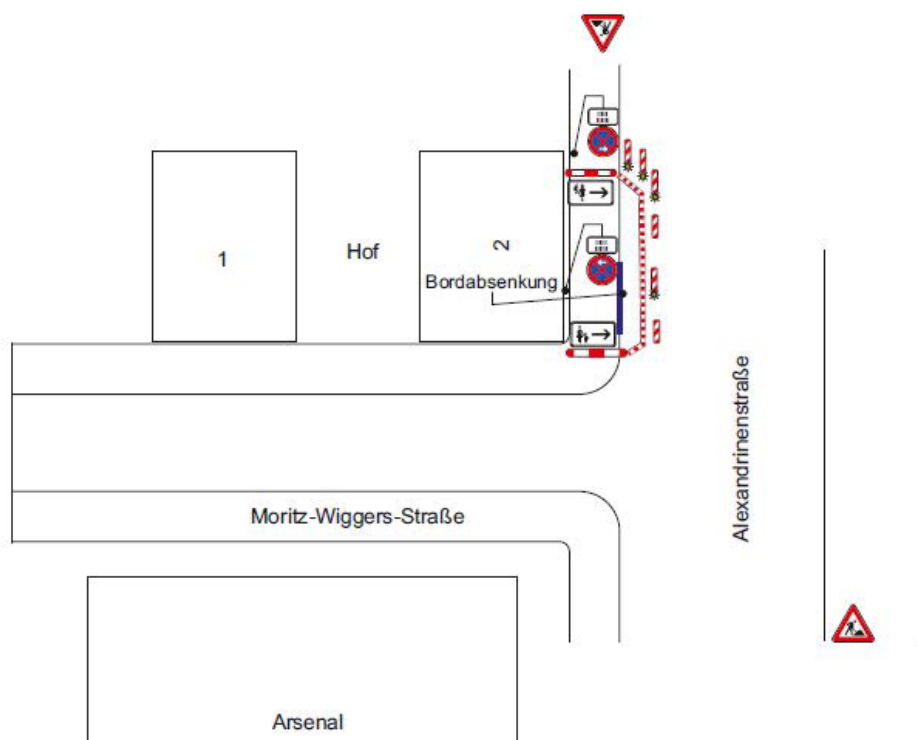 1
Hof
2
Bordabsenkung
Alexandrinenstraße
Moritz-Wiggers-Straße
Arsenal